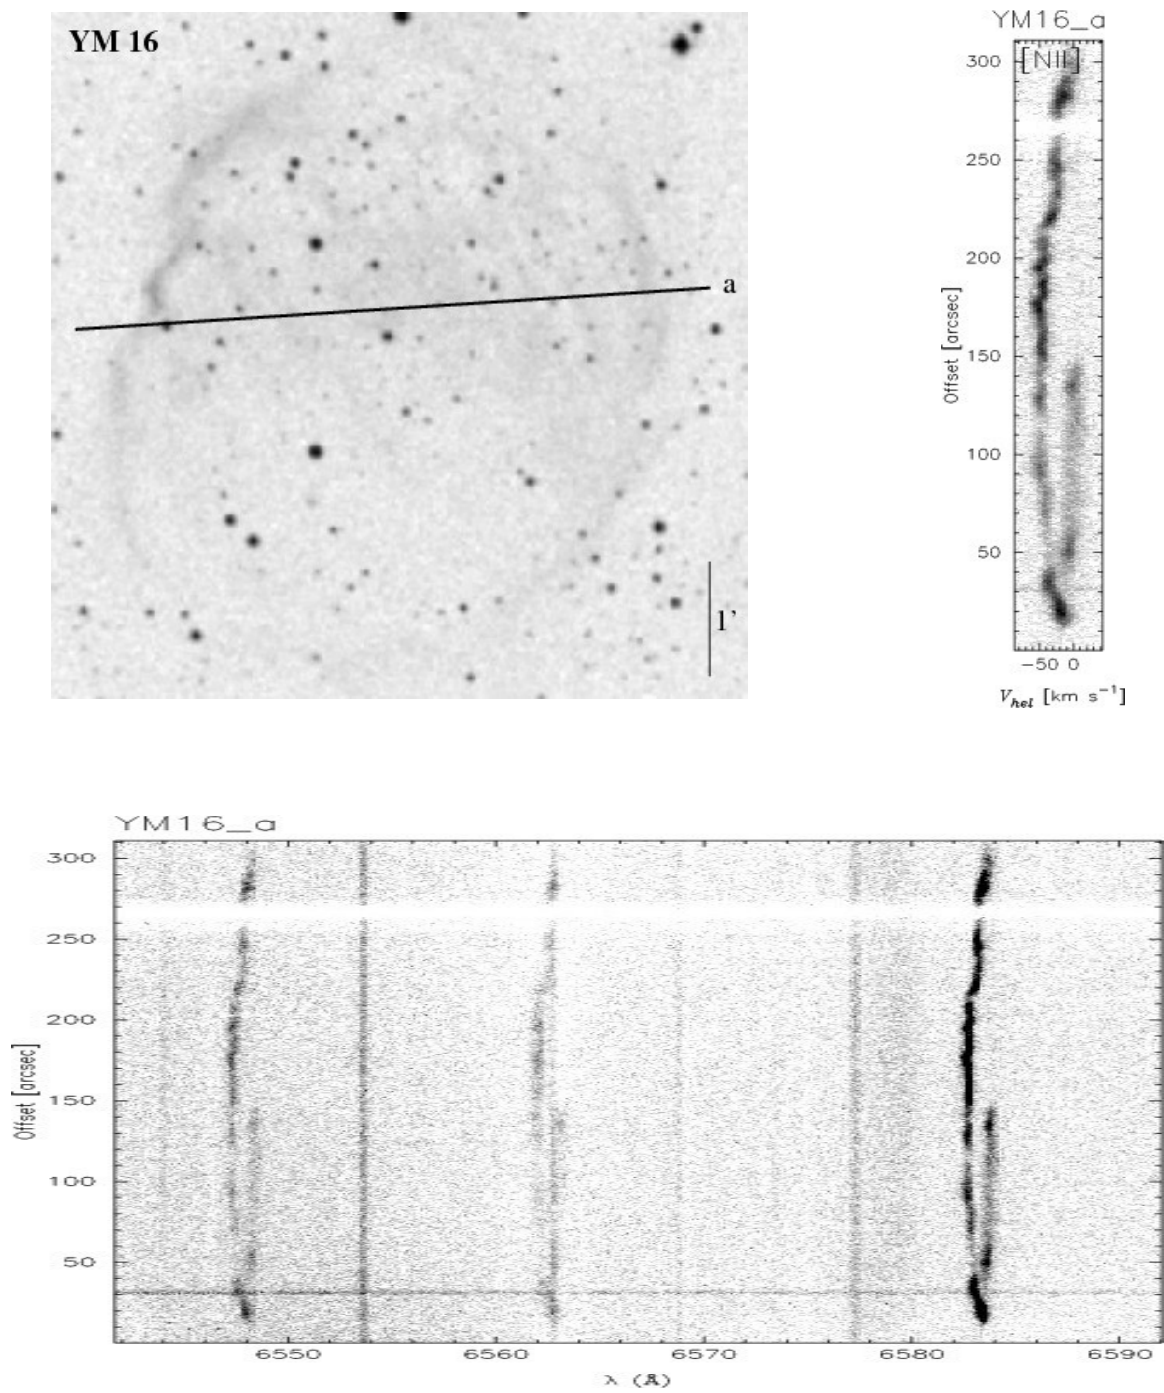 YM 16
a
1'
YM16_a
[NII]
300
250
200
150
100
50
Offset [arcsec]
−50 0
V_hel [km s⁻¹]
YM16_a
300
250
200
150
100
50
Offset [arcsec]
6550 6560 6570 6580 6590
λ (Å)